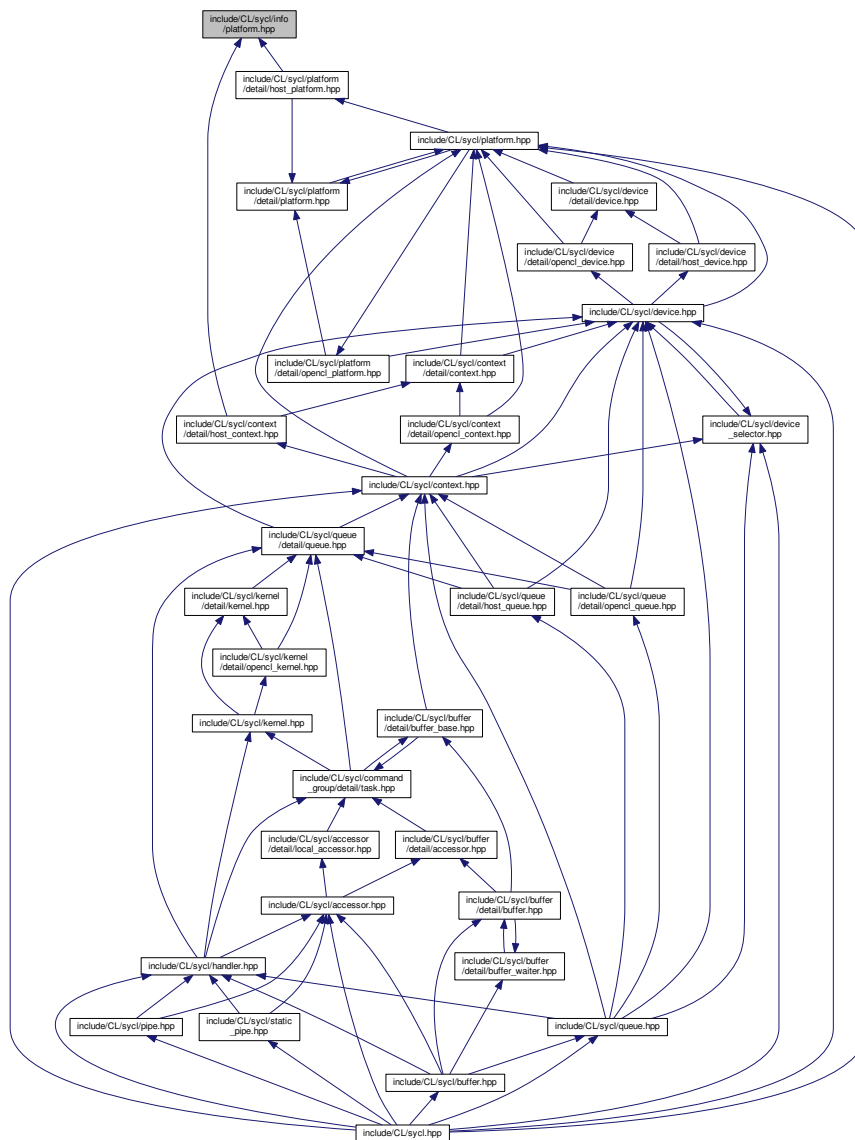 include/CL/sycl/info
/platform.hpp
include/CL/sycl/platform
/detail/host_platform.hpp
include/CL/sycl/platform.hpp
include/CL/sycl/platform
/detail/platform.hpp
include/CL/sycl/device
/detail/device.hpp
include/CL/sycl/device
/detail/opencl_device.hpp
include/CL/sycl/device
/detail/host_device.hpp
include/CL/sycl/device.hpp
include/CL/sycl/platform
/detail/opencl_platform.hpp
include/CL/sycl/context
/detail/context.hpp
include/CL/sycl/context
/detail/host_context.hpp
include/CL/sycl/context
/detail/opencl_context.hpp
include/CL/sycl/device
_selector.hpp
include/CL/sycl/context.hpp
include/CL/sycl/queue
/detail/queue.hpp
include/CL/sycl/kernel
/detail/kernel.hpp
include/CL/sycl/queue
/detail/host_queue.hpp
include/CL/sycl/queue
/detail/opencl_queue.hpp
include/CL/sycl/kernel
/detail/opencl_kernel.hpp
include/CL/sycl/kernel.hpp
include/CL/sycl/buffer
/detail/buffer_base.hpp
include/CL/sycl/command
_group/detail/task.hpp
include/CL/sycl/accessor
/detail/local_accessor.hpp
include/CL/sycl/buffer
/detail/accessor.hpp
include/CL/sycl/accessor.hpp
include/CL/sycl/buffer
/detail/buffer.hpp
include/CL/sycl/handler.hpp
include/CL/sycl/buffer
/detail/buffer_waiter.hpp
include/CL/sycl/pipe.hpp
include/CL/sycl/static
_pipe.hpp
include/CL/sycl/queue.hpp
include/CL/sycl/buffer.hpp
include/CL/sycl.hpp